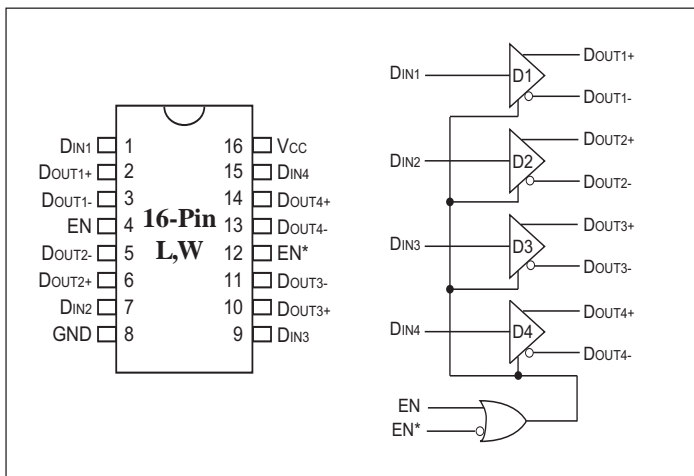 DIN1 1 16 VCC
DOUT1+ 2 15 DIN4
DOUT1- 3 14 DOUT4+
EN 4 16-Pin 13 DOUT4-
DOUT2- 5 L,W 12 EN*
DOUT2+ 6 11 DOUT3-
DIN2 7 10 DOUT3+
GND 8 9 DIN3
DOUT1+
DIN1 D1
DOUT1-
DOUT2+
DIN2 D2
DOUT2-
DOUT3+
DIN3 D3
DOUT3-
DOUT4+
DIN4 D4
DOUT4-
EN
EN*